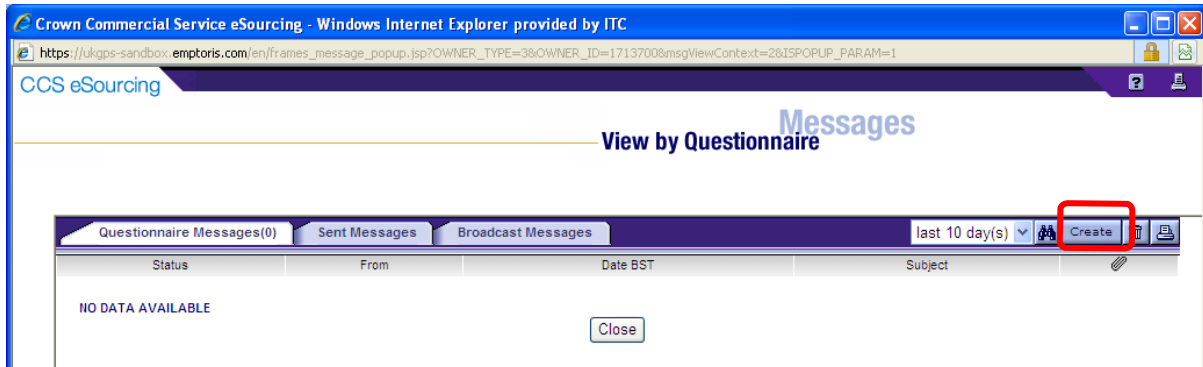 Crown Commercial Service eSourcing - Windows Internet Explorer provided by ITC
https://ukgps-sandbox.emptoris.com/en/frames_message_popup.jsp?OWNER_TYPE=3&OWNER_ID=1713700&msgViewContext=2&ISPOPUP_PARAM=1
CCS eSourcing ?
Messages
View by Questionnaire
Questionnaire Messages(0) Sent Messages Broadcast Messages last 10 day(s) Create
Status From Date BST Subject
NO DATA AVAILABLE
Close